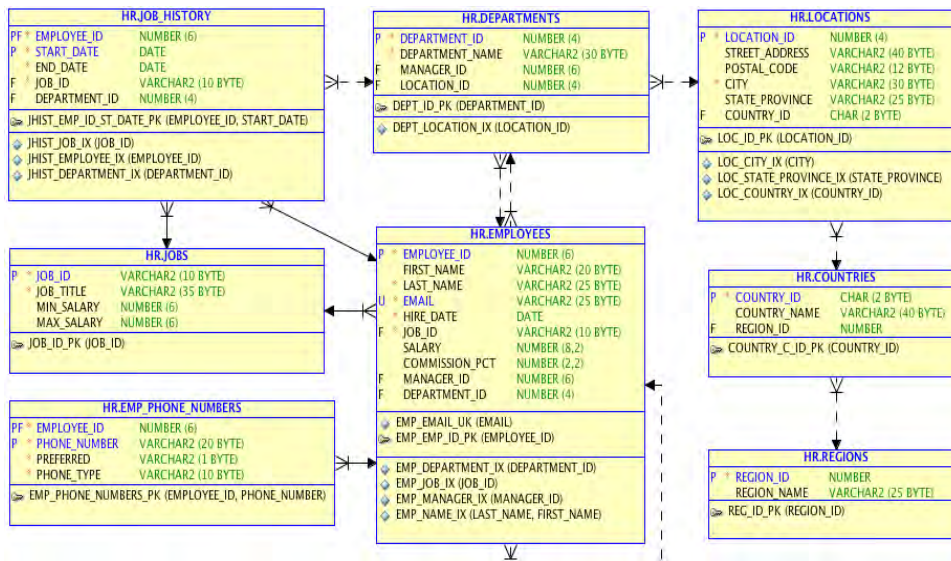 HR.JOB_HISTORY
PF * EMPLOYEE_ID NUMBER (6)
P * START_DATE DATE
* END_DATE DATE
F * JOB_ID VARCHAR2 (10 BYTE)
F DEPARTMENT_ID NUMBER (4)
JHIST_EMP_ID_ST_DATE_PK (EMPLOYEE_ID, START_DATE)
JHIST_JOB_IX (JOB_ID)
JHIST_EMPLOYEE_IX (EMPLOYEE_ID)
JHIST_DEPARTMENT_IX (DEPARTMENT_ID)
HR.DEPARTMENTS
P * DEPARTMENT_ID NUMBER (4)
* DEPARTMENT_NAME VARCHAR2 (30 BYTE)
F MANAGER_ID NUMBER (6)
F LOCATION_ID NUMBER (4)
DEPT_ID_PK (DEPARTMENT_ID)
DEPT_LOCATION_IX (LOCATION_ID)
HR.LOCATIONS
P * LOCATION_ID NUMBER (4)
STREET_ADDRESS VARCHAR2 (40 BYTE)
POSTAL_CODE VARCHAR2 (12 BYTE)
* CITY VARCHAR2 (30 BYTE)
STATE_PROVINCE VARCHAR2 (25 BYTE)
F COUNTRY_ID CHAR (2 BYTE)
LOC_ID_PK (LOCATION_ID)
LOC_CITY_IX (CITY)
LOC_STATE_PROVINCE_IX (STATE_PROVINCE)
LOC_COUNTRY_IX (COUNTRY_ID)
HR.JOBS
P * JOB_ID VARCHAR2 (10 BYTE)
* JOB_TITLE VARCHAR2 (35 BYTE)
MIN_SALARY NUMBER (6)
MAX_SALARY NUMBER (6)
JOB_ID_PK (JOB_ID)
HR.EMPLOYEES
P * EMPLOYEE_ID NUMBER (6)
FIRST_NAME VARCHAR2 (20 BYTE)
* LAST_NAME VARCHAR2 (25 BYTE)
U * EMAIL VARCHAR2 (25 BYTE)
* HIRE_DATE DATE
F * JOB_ID VARCHAR2 (10 BYTE)
SALARY NUMBER (8,2)
COMMISSION_PCT NUMBER (2,2)
F MANAGER_ID NUMBER (6)
F DEPARTMENT_ID NUMBER (4)
EMP_EMAIL_UK (EMAIL)
EMP_EMP_ID_PK (EMPLOYEE_ID)
EMP_DEPARTMENT_IX (DEPARTMENT_ID)
EMP_JOB_IX (JOB_ID)
EMP_MANAGER_IX (MANAGER_ID)
EMP_NAME_IX (LAST_NAME, FIRST_NAME)
HR.COUNTRIES
P * COUNTRY_ID CHAR (2 BYTE)
COUNTRY_NAME VARCHAR2 (40 BYTE)
F REGION_ID NUMBER
COUNTRY_C_ID_PK (COUNTRY_ID)
HR.EMP_PHONE_NUMBERS
PF * EMPLOYEE_ID NUMBER (6)
P * PHONE_NUMBER VARCHAR2 (20 BYTE)
* PREFERRED VARCHAR2 (1 BYTE)
* PHONE_TYPE VARCHAR2 (10 BYTE)
EMP_PHONE_NUMBERS_PK (EMPLOYEE_ID, PHONE_NUMBER)
HR.REGIONS
P * REGION_ID NUMBER
REGION_NAME VARCHAR2 (25 BYTE)
REG_ID_PK (REGION_ID)